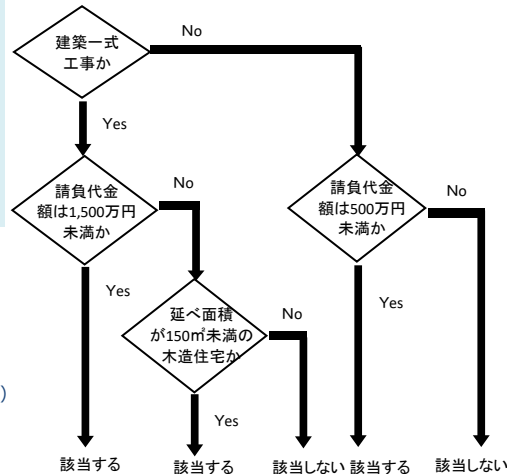 建築一式
工事か
No
Yes
請負代金
額は1,500万円
未満か
No
請負代金
額は500万円
未満か
No
Yes
延べ面積
が150㎡未満の
木造住宅か
No
Yes
)
Yes
該当する
該当する
該当しない
該当する
該当しない